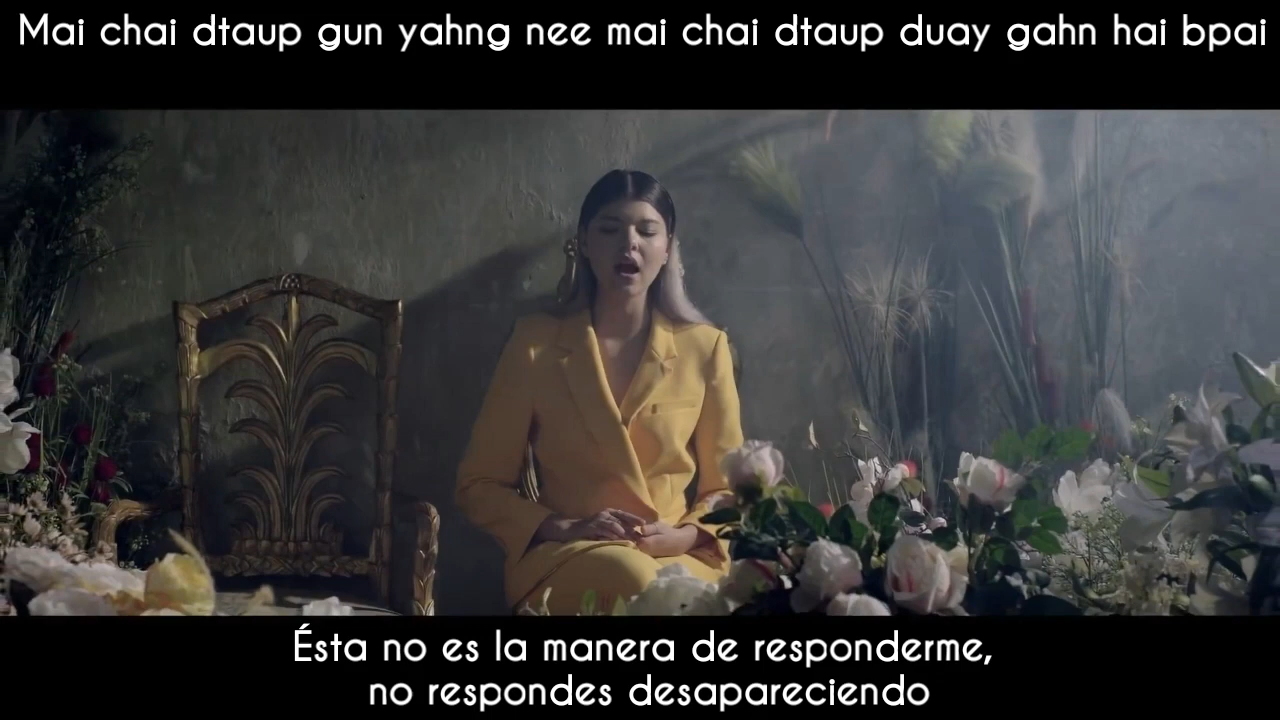 Mai chai dtaup gun yahng nee mai chai dtaup duay gahn hai bpai
Ésta no es la manera de responderme,
no respondes desapareciendo